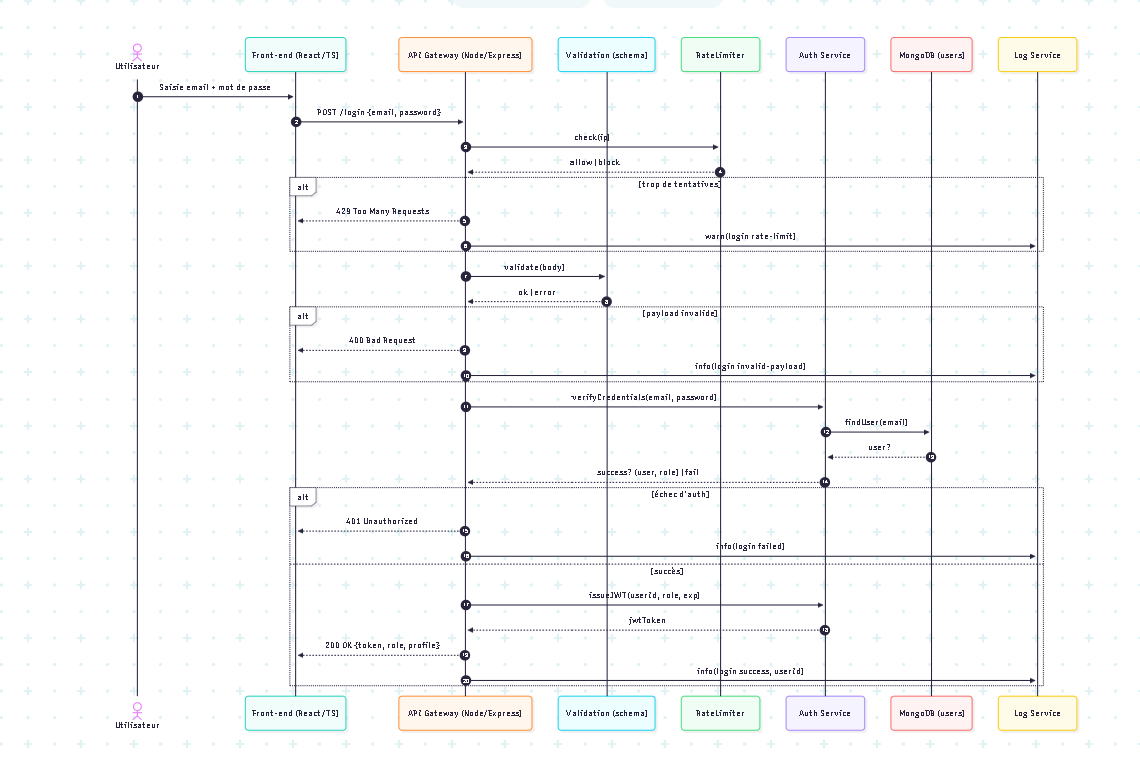 Utilisateur
Front-end (React/TS)
API Gateway (Node/Express)
Validation (schema)
RateLimiter
Auth Service
MongoDB (users)
Log Service
1
Saisie email + mot de passe
2
POST /login {email, password}
3
check(ip)
4
allow | block
alt
[trop de tentatives]
5
429 Too Many Requests
6
warn(login rate-limit)
7
validate(body)
8
ok | error
alt
[payload invalide]
9
400 Bad Request
10
info(login invalid-payload)
11
verifyCredentials(email, password)
12
findUser(email)
13
user?
14
success? (user, role) | fail
alt
[échec d'auth]
15
401 Unauthorized
16
info(login failed)
[succès]
17
issueJWT(userId, role, exp)
18
jwtToken
19
200 OK {token, role, profile}
20
info(login success, userId)
Utilisateur
Front-end (React/TS)
API Gateway (Node/Express)
Validation (schema)
RateLimiter
Auth Service
MongoDB (users)
Log Service